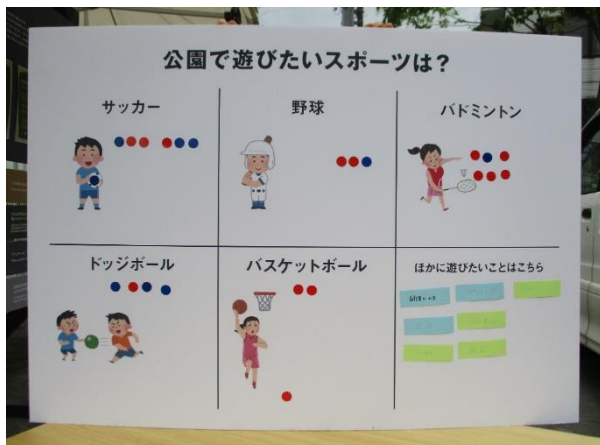 公園で遊びたいスポーツは？
サッカー
野球
バドミントン
ドッジボール
バスケットボール
ほかに遊びたいことはこちら